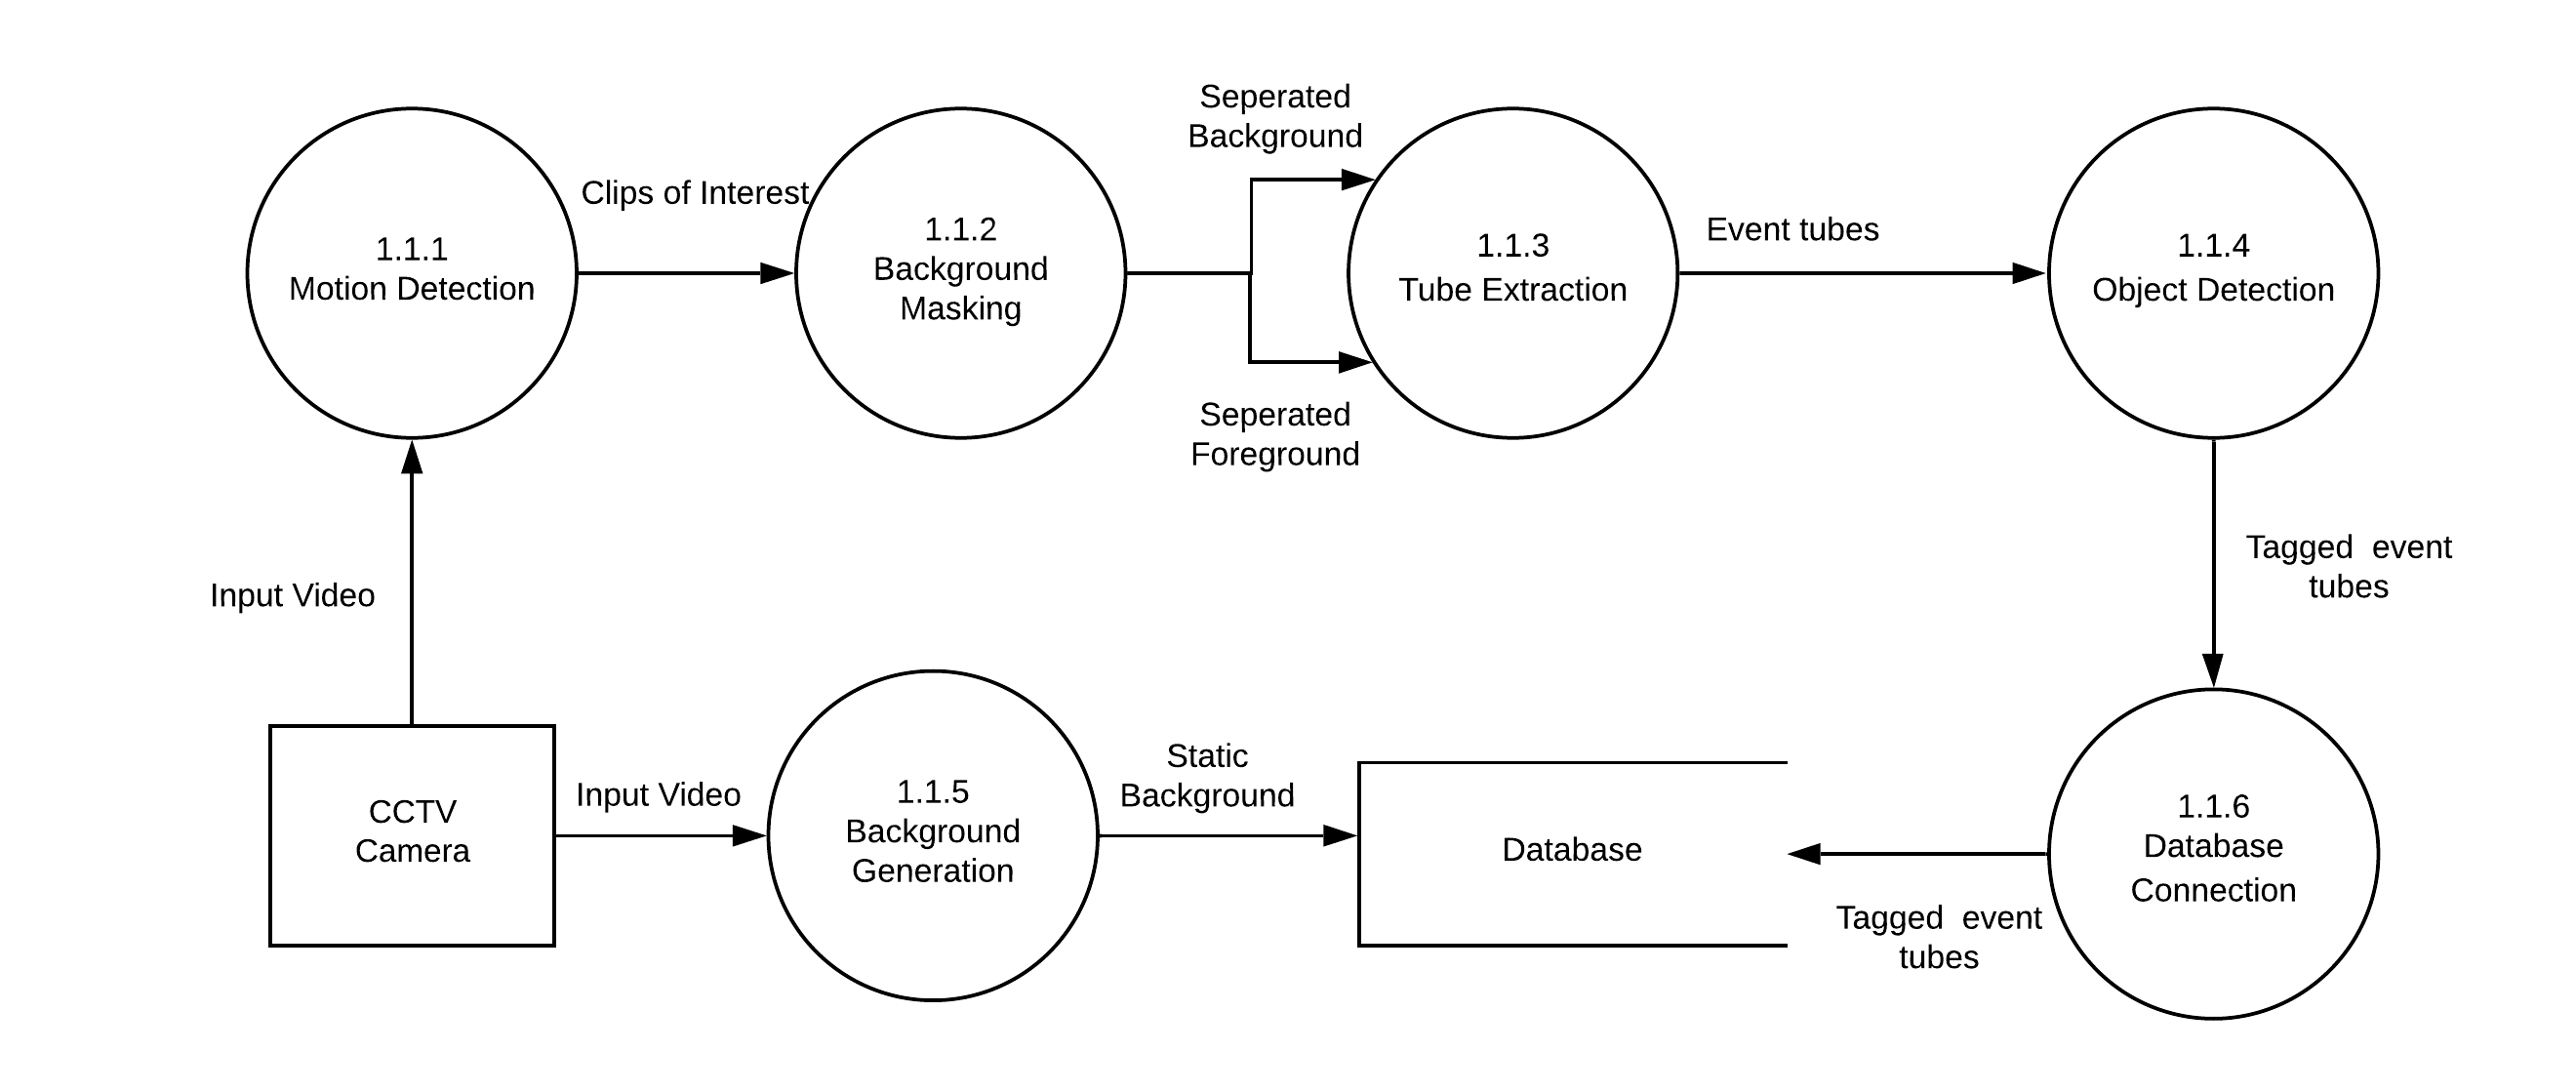 1.1.1
Motion Detection
Clips of Interest
1.1.2
Background
Masking
Seperated
Background
Seperated
Foreground
1.1.3
Tube Extraction
Event tubes
1.1.4
Object Detection
Tagged event
tubes
Input Video
CCTV
Camera
Input Video
1.1.5
Background
Generation
Static
Background
Database
Tagged event
tubes
1.1.6
Database
Connection